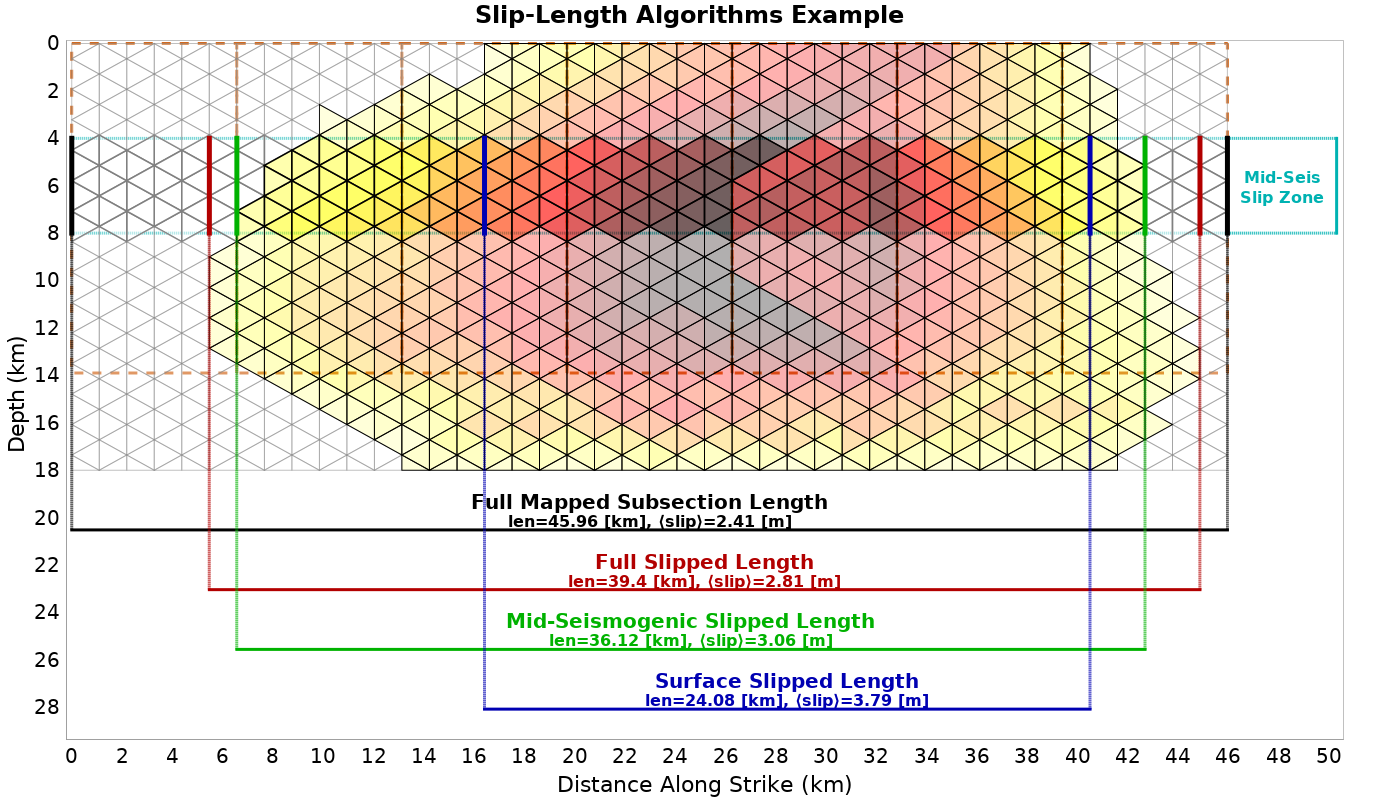 Slip-Length Algorithms Example
0
2
4
6
8
10
12
14
16
18
20
22
24
26
28
Depth (km)
Mid-Seis
Slip Zone
Full Mapped Subsection Length
len=45.96 [km], ⟨slip⟩=2.41 [m]
Full Slipped Length
len=39.4 [km], ⟨slip⟩=2.81 [m]
Mid-Seismogenic Slipped Length
len=36.12 [km], ⟨slip⟩=3.06 [m]
Surface Slipped Length
len=24.08 [km], ⟨slip⟩=3.79 [m]
0 2 4 6 8 10 12 14 16 18 20 22 24 26 28 30 32 34 36 38 40 42 44 46 48 50
Distance Along Strike (km)